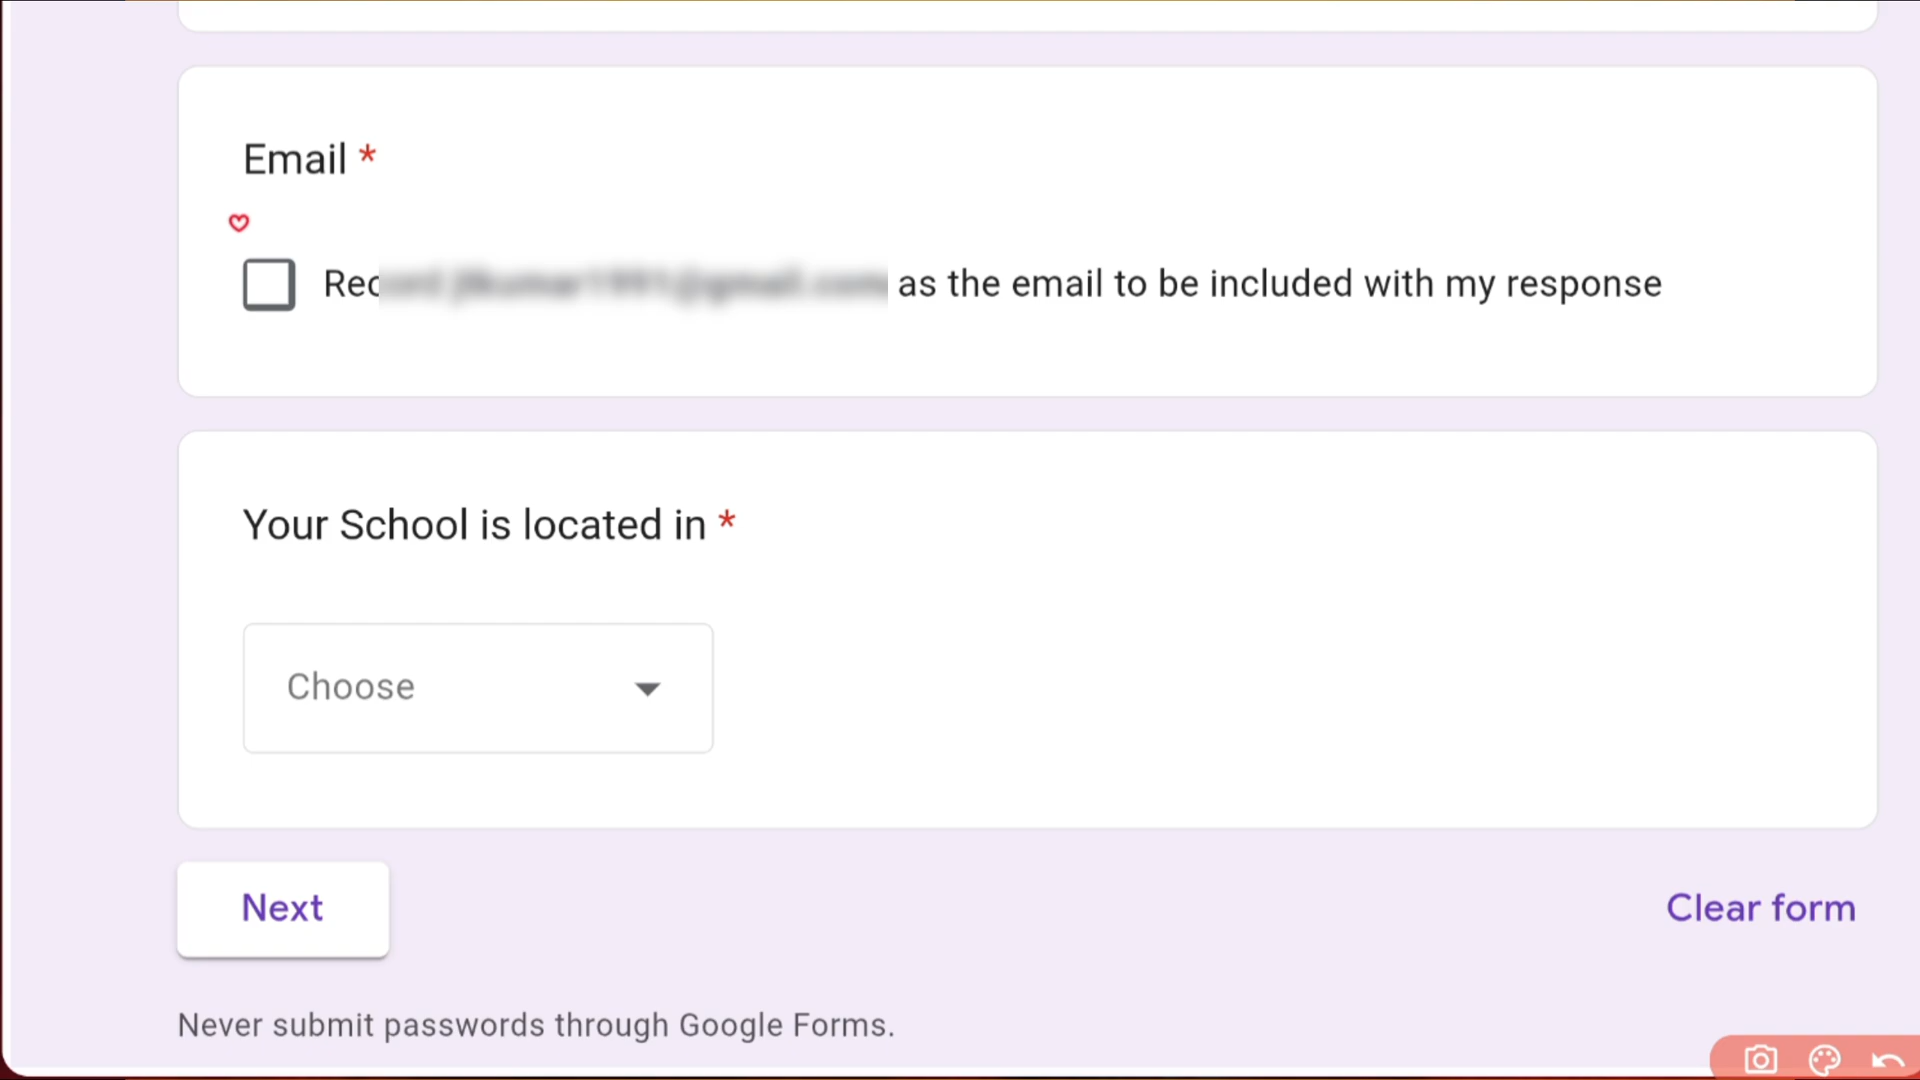 Email *
Rec as the email to be included with my response
Your School is located in *
Choose
Next
Clear form
Never submit passwords through Google Forms.